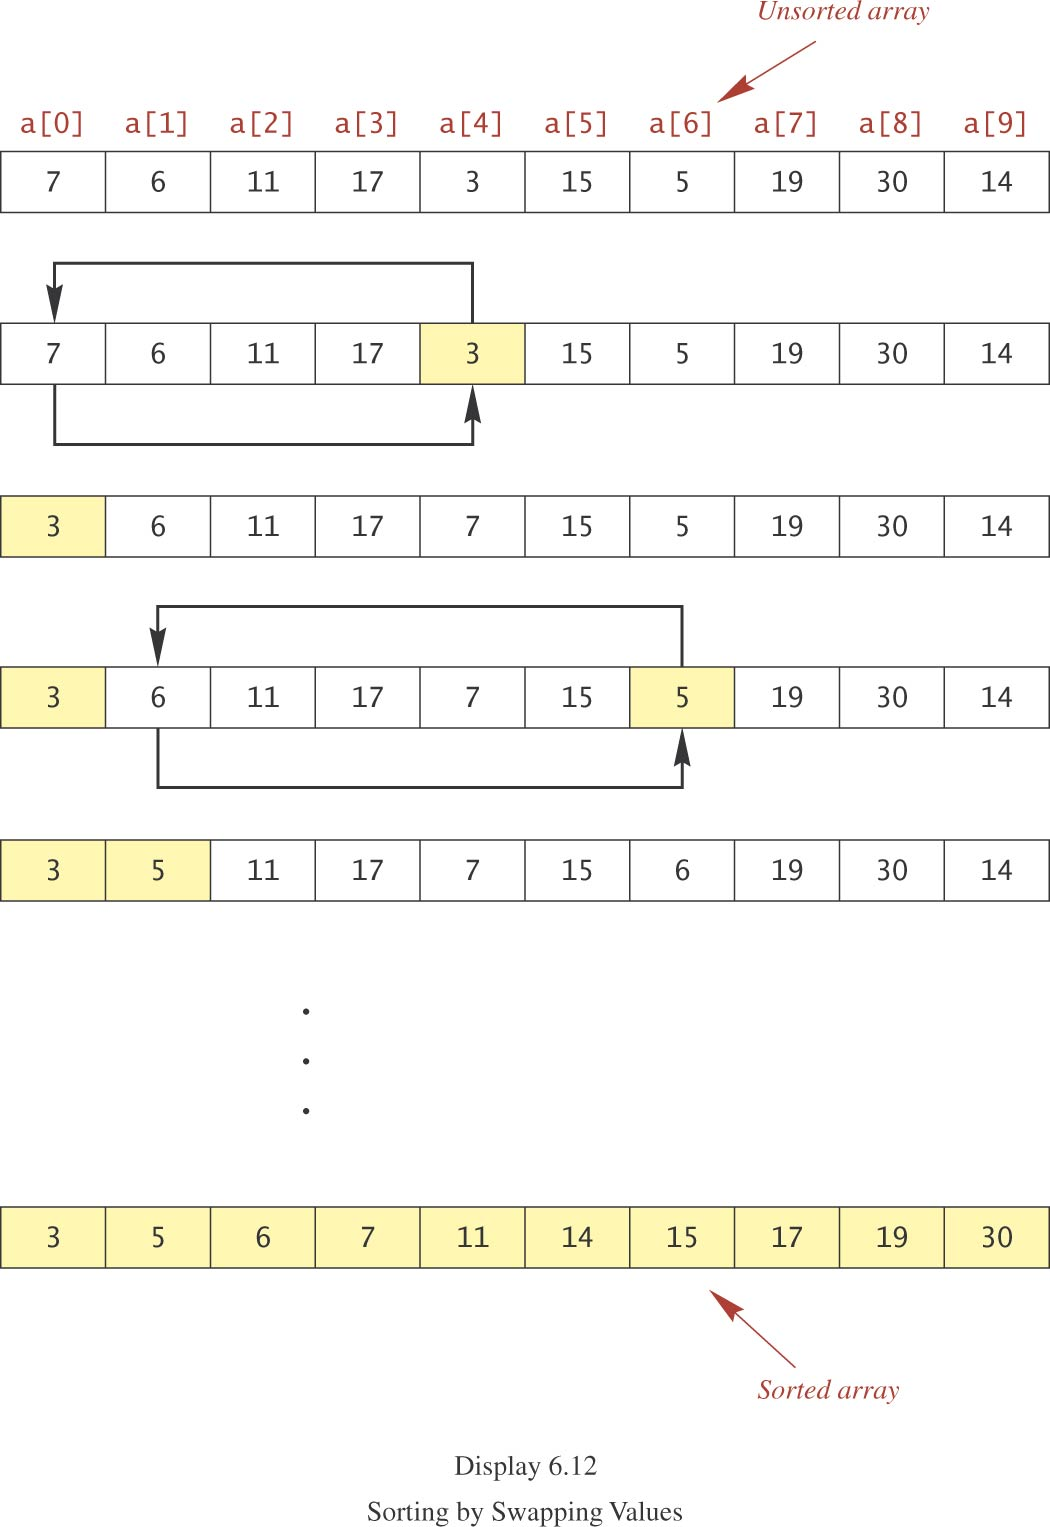 Unsorted array
a[0] a[1] a[2] a[3] a[4] a[5] a[6] a[7] a[8] a[9]
7 6 11 17 3 15 5 19 30 14
7 6 11 17 3 15 5 19 30 14
3 6 11 17 7 15 5 19 30 14
3 6 11 17 7 15 5 19 30 14
3 5 11 17 7 15 6 19 30 14
3 5 6 7 11 14 15 17 19 30
Sorted array
Display 6.12
Sorting by Swapping Values